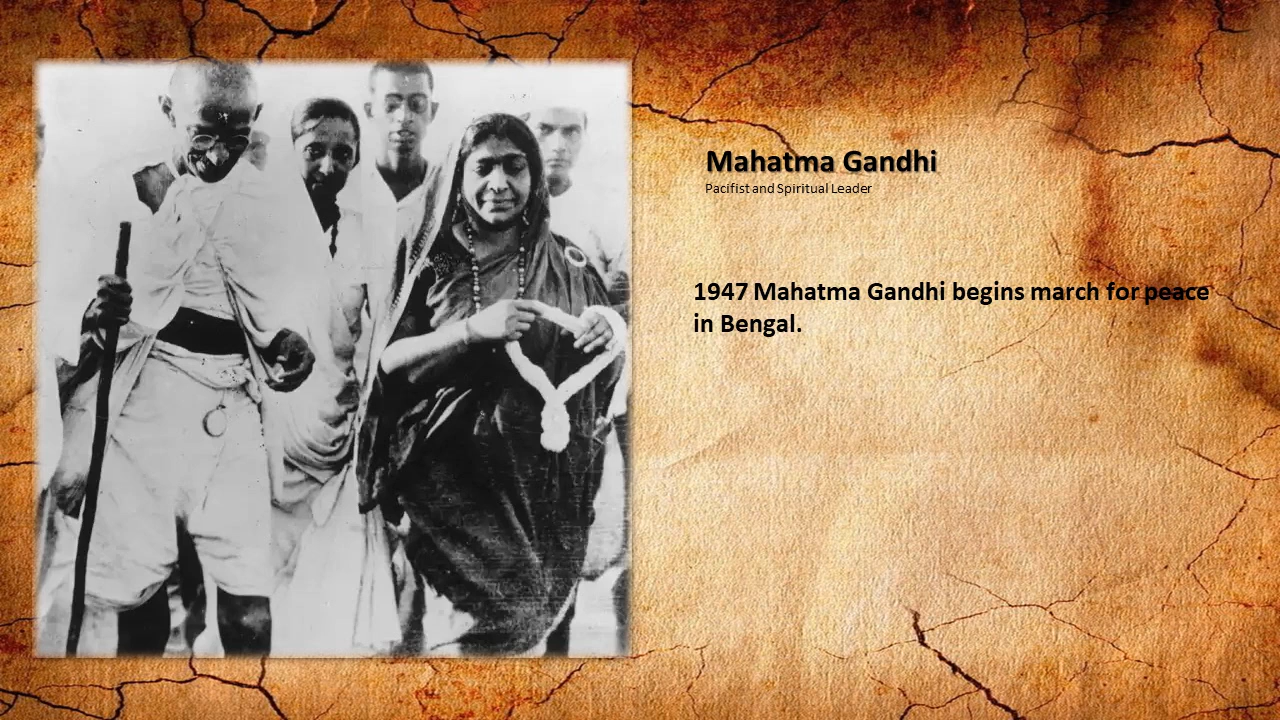 Mahatma Gandhi
Pacifist and Spiritual Leader
1947 Mahatma Gandhi begins march for peace
in Bengal.